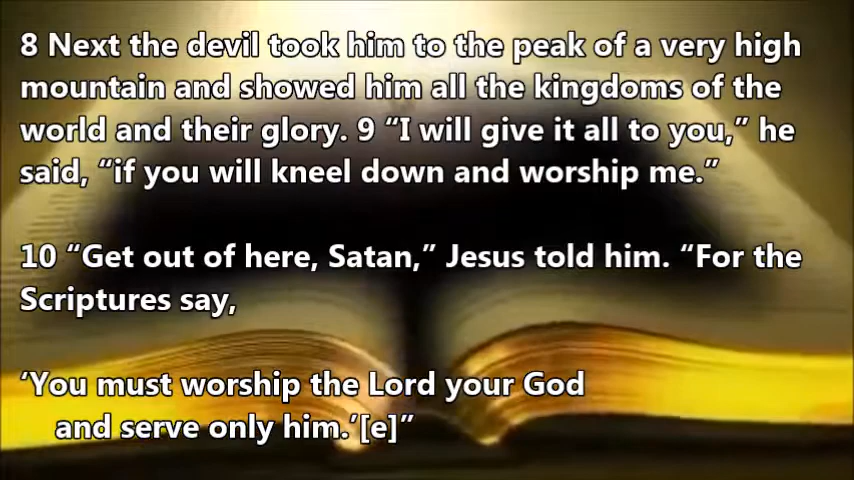 8 Next the devil took him to the peak of a very high
mountain and showed him all the kingdoms of the
world and their glory. 9 “I will give it all to you,” he
said, “if you will kneel down and worship me.”
10 “Get out of here, Satan,” Jesus told him. “For the
Scriptures say,
‘You must worship the Lord your God
and serve only him.’[e]”